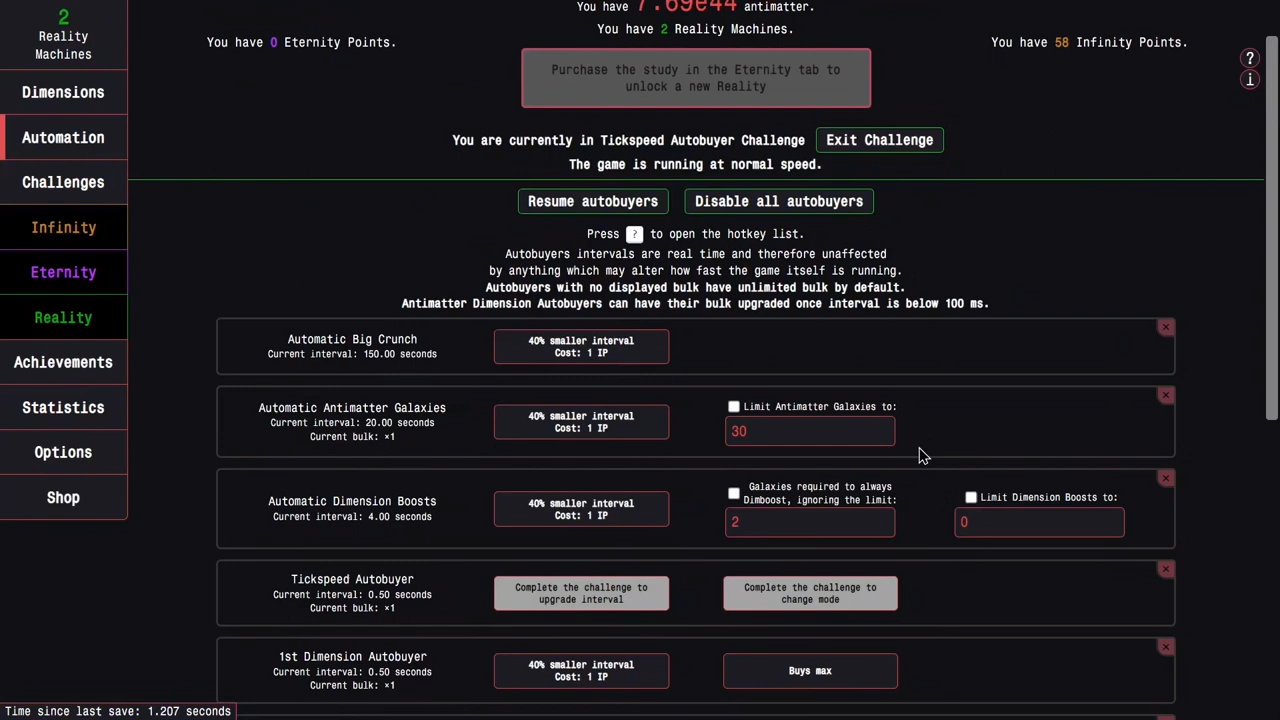 2
Reality
Machines
Dimensions
Automation
Challenges
Infinity
Eternity
Reality
Achievements
Statistics
Options
Shop
You have 7.69e44 antimatter.
You have 2 Reality Machines.
You have 0 Eternity Points.
You have 58 Infinity Points.
Purchase the study in the Eternity tab to
unlock a new Reality
?
i
You are currently in Tickspeed Autobuyer Challenge Exit Challenge
The game is running at normal speed.
Resume autobuyers Disable all autobuyers
Press ? to open the hotkey list.
Autobuyers intervals are real time and therefore unaffected
by anything which may alter how fast the game itself is running.
Autobuyers with no displayed bulk have unlimited bulk by default.
Antimatter Dimension Autobuyers can have their bulk upgraded once interval is below 100 ms.
Automatic Big Crunch
Current interval: 150.00 seconds
40% smaller interval
Cost: 1 IP
Automatic Antimatter Galaxies
Current interval: 20.00 seconds
Current bulk: ×1
40% smaller interval
Cost: 1 IP
Limit Antimatter Galaxies to:
30
Automatic Dimension Boosts
Current interval: 4.00 seconds
40% smaller interval
Cost: 1 IP
Galaxies required to always
Dimboost, ignoring the limit:
2
Limit Dimension Boosts to:
0
Tickspeed Autobuyer
Current interval: 0.50 seconds
Current bulk: ×1
Complete the challenge to
upgrade interval
Complete the challenge to
change mode
1st Dimension Autobuyer
Current interval: 0.50 seconds
Current bulk: ×1
40% smaller interval
Cost: 1 IP
Buys max
Time since last save: 1.207 seconds